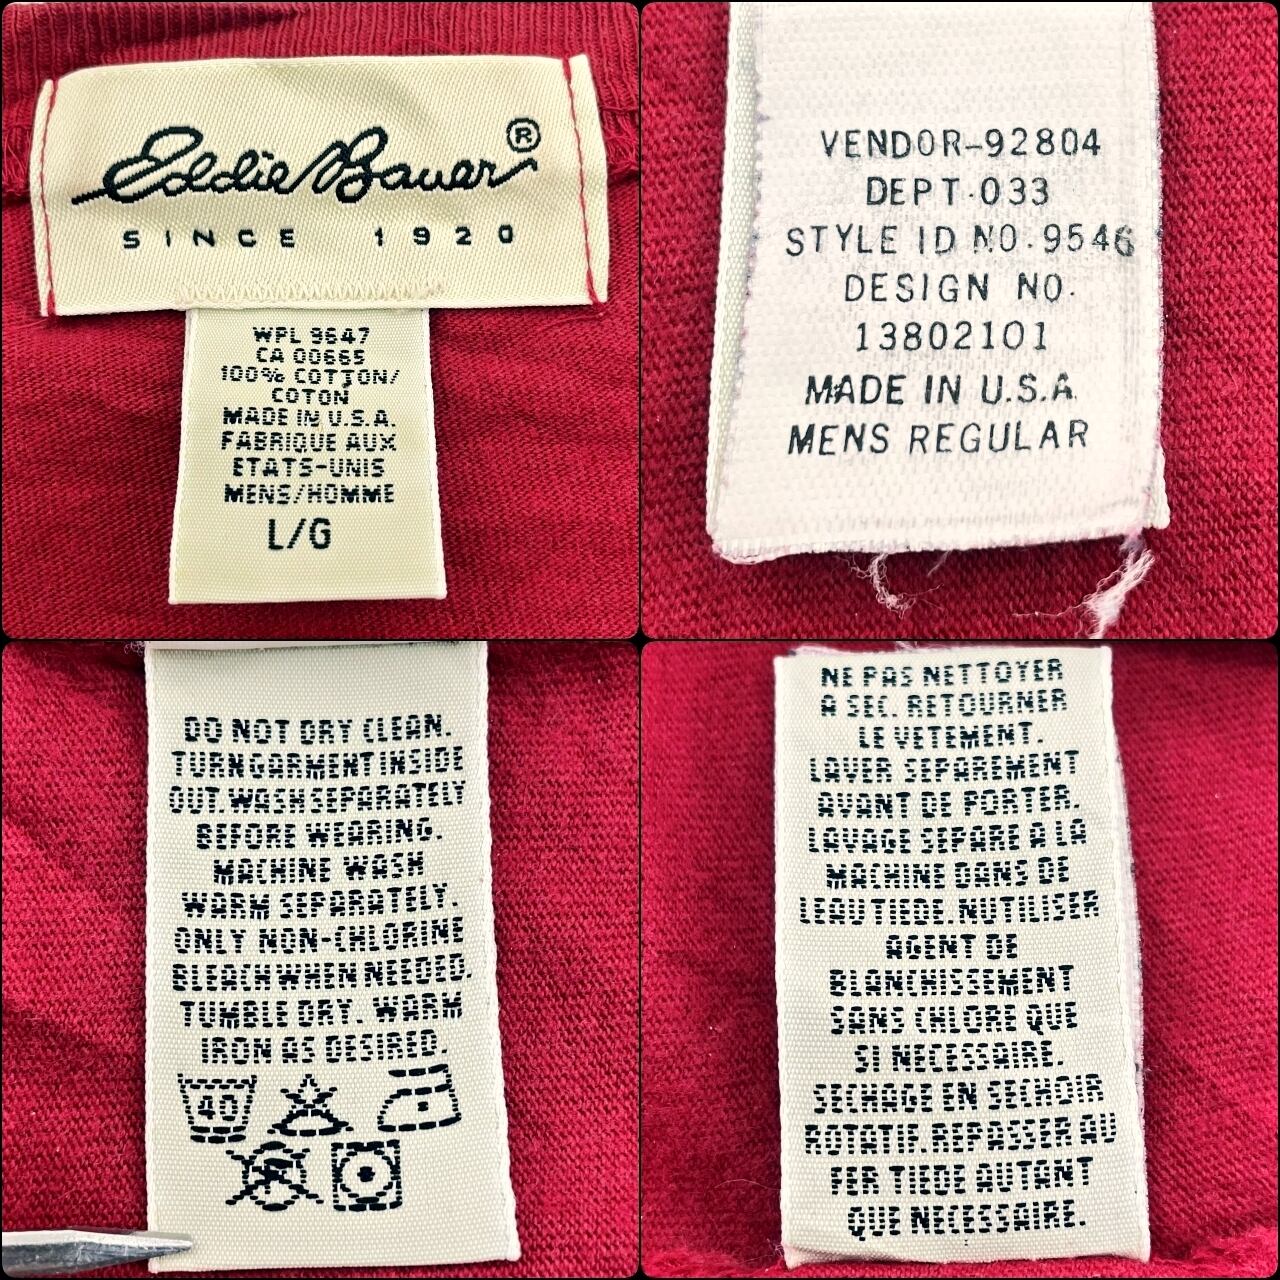 Eddie Bauer®
SINCE 1920
WPL 9647
CA 00665
100% COTTON/
COTON
MADE IN U.S.A.
FABRIQUE AUX
ETATS-UNIS
MENS/HOMME
L/G
VENDOR-92804
DEPT.033
STYLE ID NO.9546
DESIGN NO.
13802101
MADE IN U.S.A.
MENS REGULAR
DO NOT DRY CLEAN.
TURN GARMENT INSIDE
OUT. WASH SEPARATELY
BEFORE WEARING.
MACHINE WASH
WARM SEPARATELY.
ONLY NON-CHLORINE
BLEACH WHEN NEEDED.
TUMBLE DRY. WARM
IRON AS DESIRED.
40
NE PAS NETTOYER
A SEC. RETOURNER
LE VETEMENT.
LAVER SEPAREMENT
AVANT DE PORTER.
LAVAGE SEPARE A LA
MACHINE DANS DE
LEAU TIEDE. NUTILISER
AGENT DE
BLANCHISSEMENT
SANS CHLORE QUE
SI NECESSAIRE.
SECHAGE EN SECHOIR
ROTATIF. REPASSER AU
FER TIEDE AUTANT
QUE NECESSAIRE.